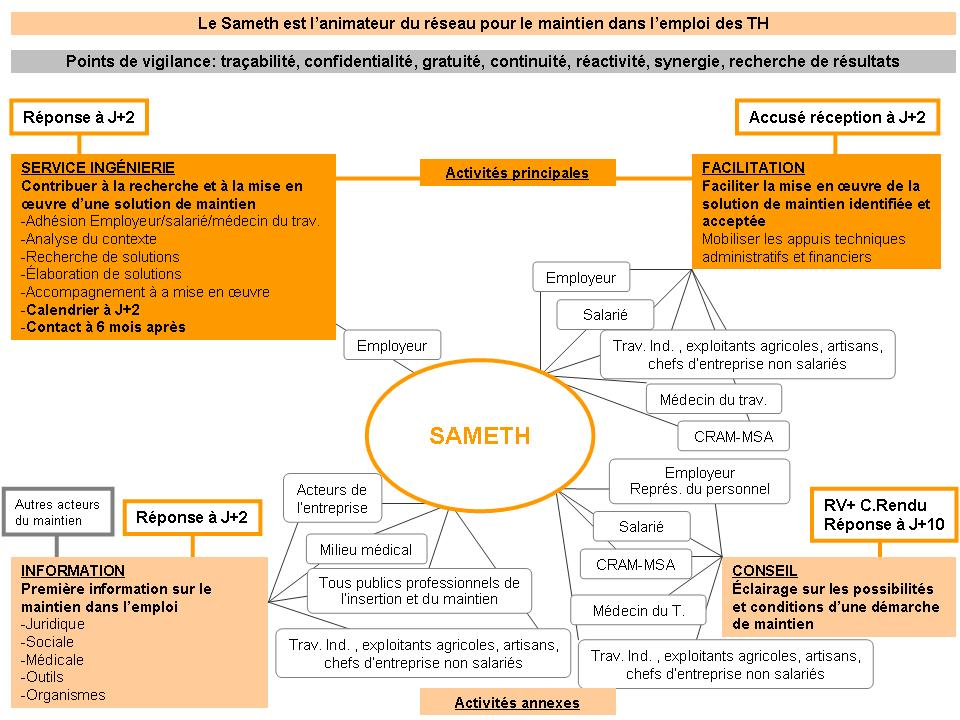 Le Sameth est l'animateur du réseau pour le maintien dans l'emploi des TH
Points de vigilance: traçabilité, confidentialité, gratuité, continuité, réactivité, synergie, recherche de résultats
Réponse à J+2
Accusé réception à J+2
SERVICE INGÉNIERIE
Contribuer à la recherche et à la mise en
œuvre d'une solution de maintien
-Adhésion Employeur/salarié/médecin du trav.
-Analyse du contexte
-Recherche de solutions
-Élaboration de solutions
-Accompagnement à a mise en œuvre
-Calendrier à J+2
-Contact à 6 mois après
Activités principales
FACILITATION
Faciliter la mise en œuvre de la
solution de maintien identifiée et
acceptée
Mobiliser les appuis techniques
administratifs et financiers
Employeur
Salarié
Trav. Ind. , exploitants agricoles, artisans,
chefs d'entreprise non salariés
Médecin du trav.
CRAM-MSA
Employeur
SAMETH
Acteurs de
l'entreprise
Milieu médical
Tous publics professionnels de
l'insertion et du maintien
Trav. Ind. , exploitants agricoles, artisans,
chefs d'entreprise non salariés
Employeur
Représ. du personnel
Salarié
CRAM-MSA
Médecin du T.
Trav. Ind. , exploitants agricoles, artisans,
chefs d'entreprise non salariés
Autres acteurs
du maintien
Réponse à J+2
INFORMATION
Première information sur le
maintien dans l'emploi
-Juridique
-Sociale
-Médicale
-Outils
-Organismes
RV+ C.Rendu
Réponse à J+10
CONSEIL
Éclairage sur les possibilités
et conditions d'une démarche
de maintien
Activités annexes